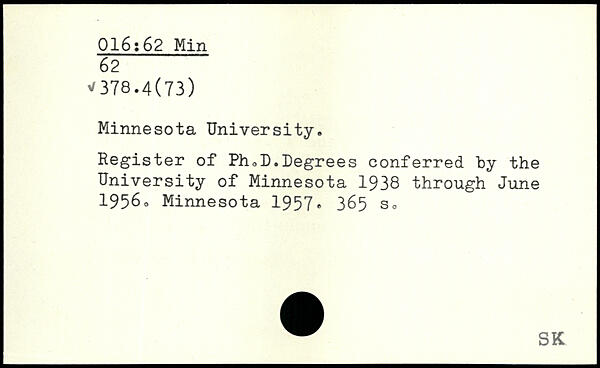 016:62 Min
62
√378.4(73)
Minnesota University.
Register of Ph.D.Degrees conferred by the
University of Minnesota 1938 through June
1956. Minnesota 1957. 365 s.
SK